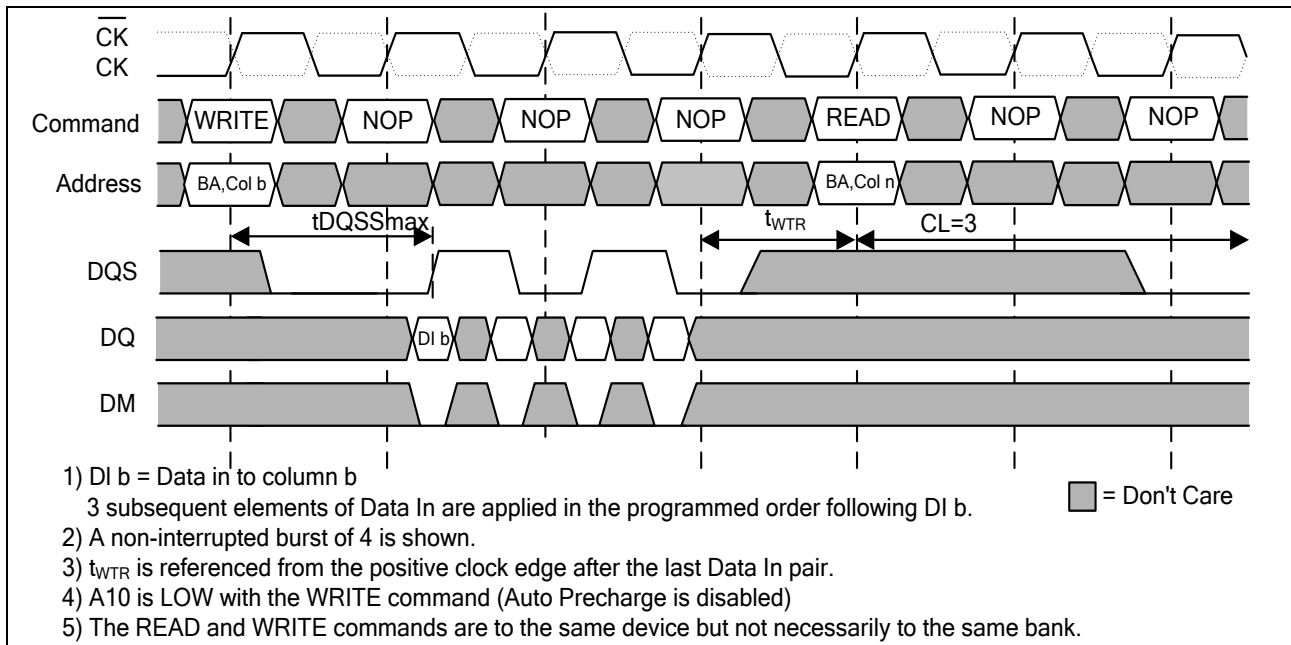 CK
CK
Command WRITE NOP NOP NOP READ NOP NOP
Address BA,Col b BA,Col n
tDQSSmax tWTR CL=3
DQS
DQ DI b
DM
1) DI b = Data in to column b
3 subsequent elements of Data In are applied in the programmed order following DI b.
= Don't Care
2) A non-interrupted burst of 4 is shown.
3) tWTR is referenced from the positive clock edge after the last Data In pair.
4) A10 is LOW with the WRITE command (Auto Precharge is disabled)
5) The READ and WRITE commands are to the same device but not necessarily to the same bank.